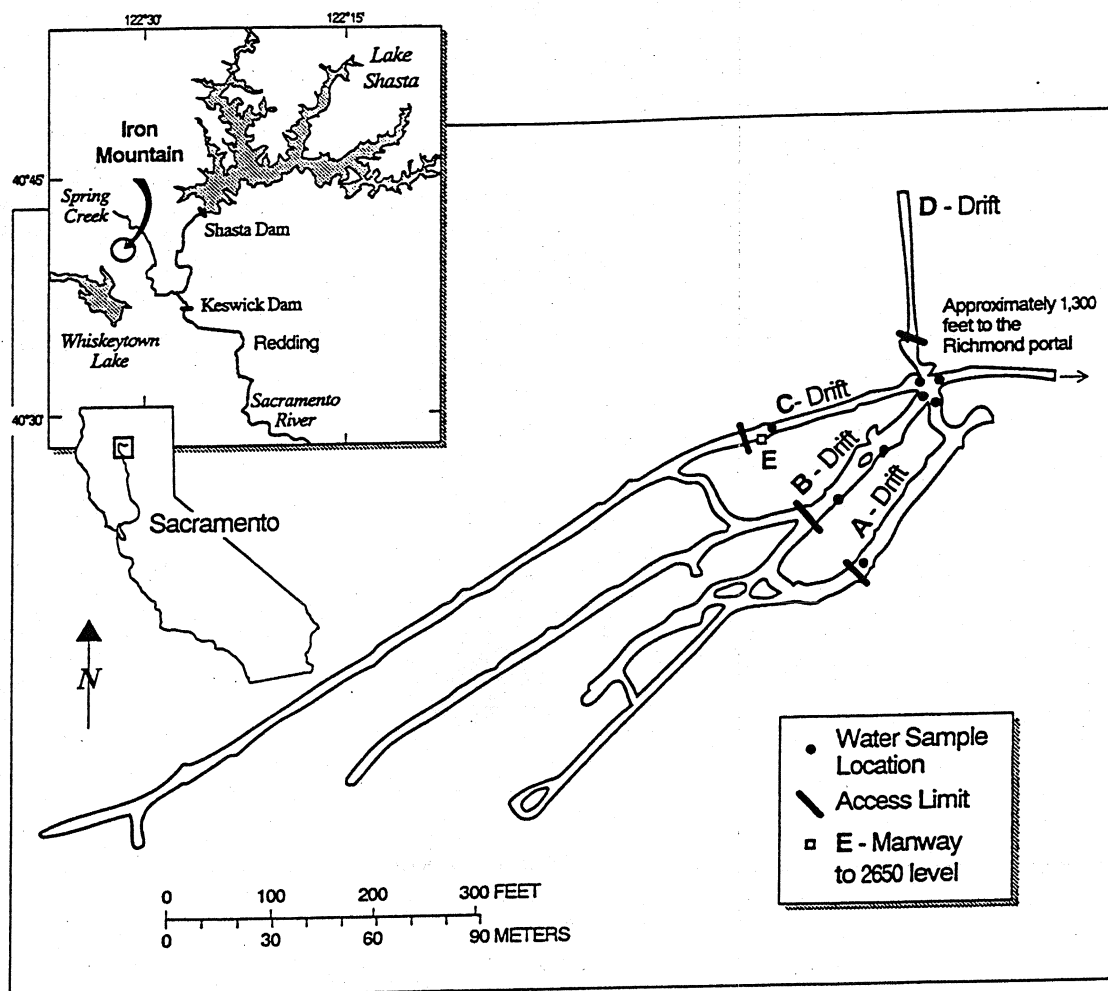 122°30'
122°15'
Lake
Shasta
Iron
Mountain
40°45'
Spring
Creek
Shasta Dam
Keswick Dam
Whiskeytown
Lake
Redding
Sacramento
River
40°30'
Sacramento
N
D - Drift
Approximately 1,300
feet to the
Richmond portal
C - Drift
E
B - Drift
A - Drift
Water Sample
Location
Access Limit
E - Manway
to 2650 level
0 100 200 300 FEET
0 30 60 90 METERS